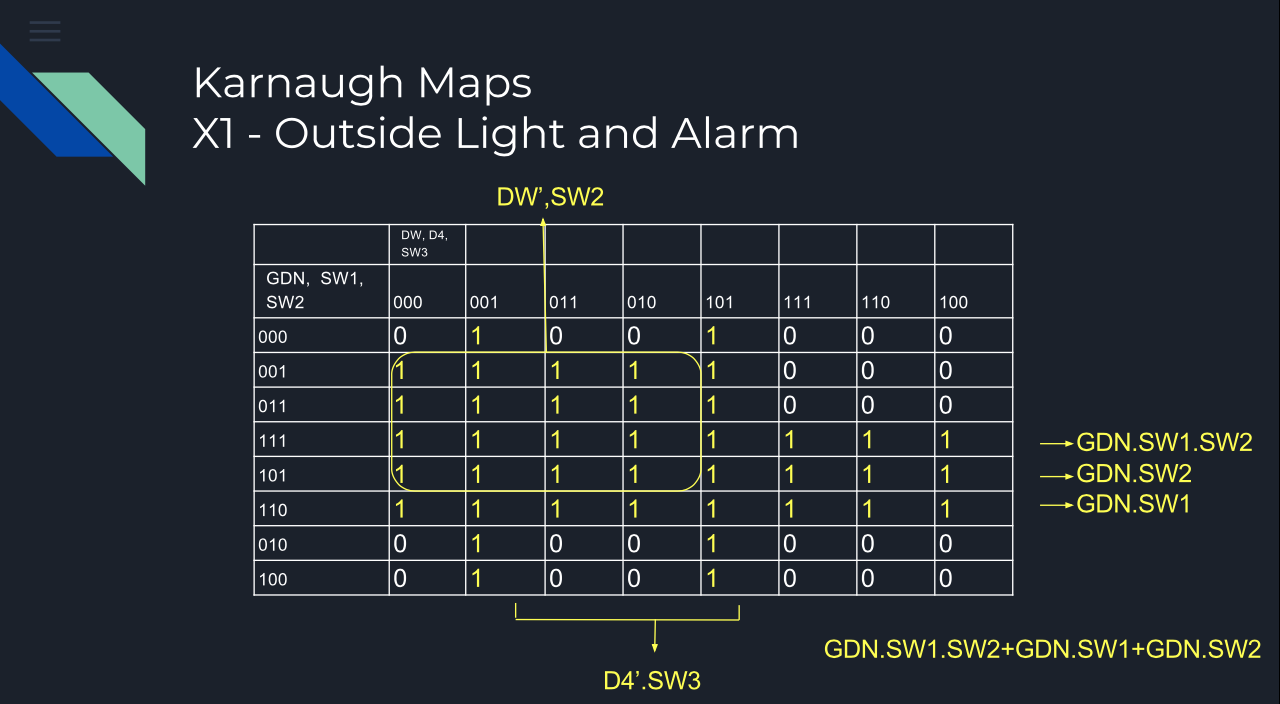 Karnaugh Maps
X1 - Outside Light and Alarm
DW',SW2
DW, D4,
SW3
GDN, SW1,
SW2 000 001 011 010 101 111 110 100
000 0 1 0 0 1 0 0 0
001 1 1 1 1 1 0 0 0
011 1 1 1 1 1 0 0 0
111 1 1 1 1 1 1 1 1 GDN.SW1.SW2
101 1 1 1 1 1 1 1 1 GDN.SW2
110 1 1 1 1 1 1 1 1 GDN.SW1
010 0 1 0 0 1 0 0 0
100 0 1 0 0 1 0 0 0
GDN.SW1.SW2+GDN.SW1+GDN.SW2
D4'.SW3